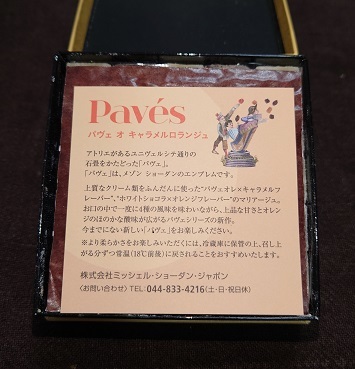 Pavés
パヴェ オ キャラメルロランジュ
アトリエがあるユニヴェルシテ通りの
石畳をかたどった「パヴェ」。
「パヴェ」は、メゾン ショーダンのエンブレムです。
上質なクリーム類をふんだんに使った“パヴェオレ×キャラメルフ
レーバー”、“ホワイトショコラ×オレンジフレーバー”のマリアージュ。
お口の中で一度に4種の風味を味わいながら、上品な甘さとオレン
ジのほのかな酸味が広がるパヴェシリーズの新作。
今までにない新しい「パヴェ」をお楽しみください。
※より柔らかさをお楽しみいただくには、冷蔵庫に保管の上、召し上
がる分ずつ常温(18℃前後)に戻されることをおすすめいたします。
株式会社ミッシェル・ショーダン・ジャポン
〈お問い合わせ〉TEL.044-833-4216(土・日・祝日休)